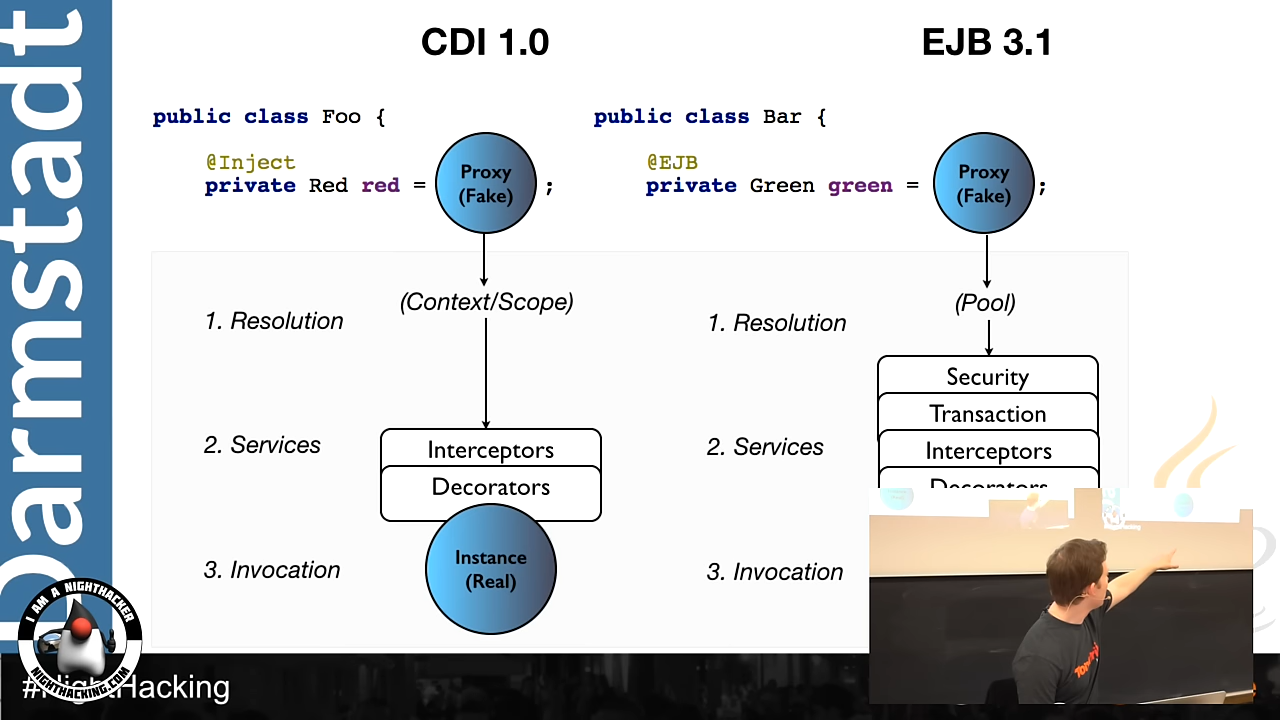 Darmstadt
CDI 1.0
EJB 3.1
public class Foo {
@Inject
private Red red =
Proxy
(Fake)
;
public class Bar {
@EJB
private Green green =
Proxy
(Fake)
;
1. Resolution
(Context/Scope)
2. Services
Interceptors
Decorators
3. Invocation
Instance
(Real)
1. Resolution
(Pool)
Security
Transaction
2. Services
Interceptors
Decorators
3. Invocation
I AM A NIGHTHACKER
NIGHTHACKING.COM
#NightHacking